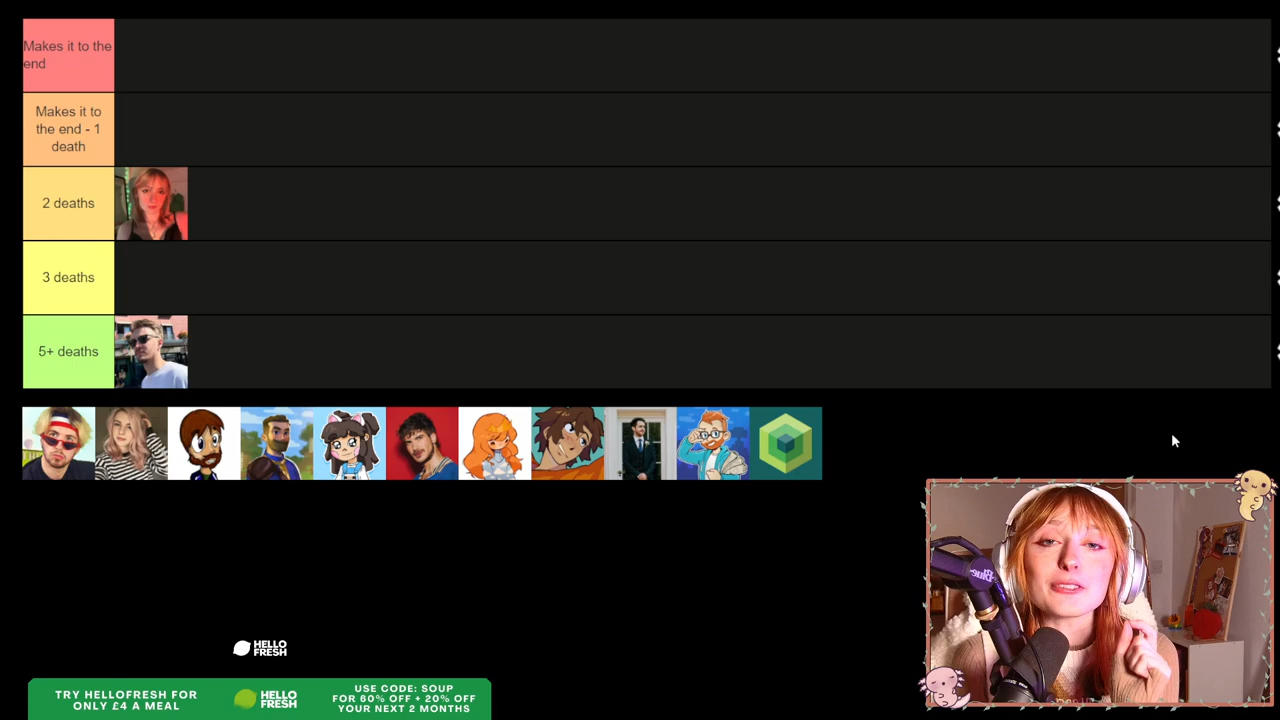 Makes it to the
end
Makes it to
the end - 1
death
2 deaths
3 deaths
5+ deaths
HELLO
FRESH
TRY HELLOFRESH FOR
ONLY £4 A MEAL
HELLO
FRESH
USE CODE: SOUP
FOR 60% OFF + 20% OFF
YOUR NEXT 2 MONTHS